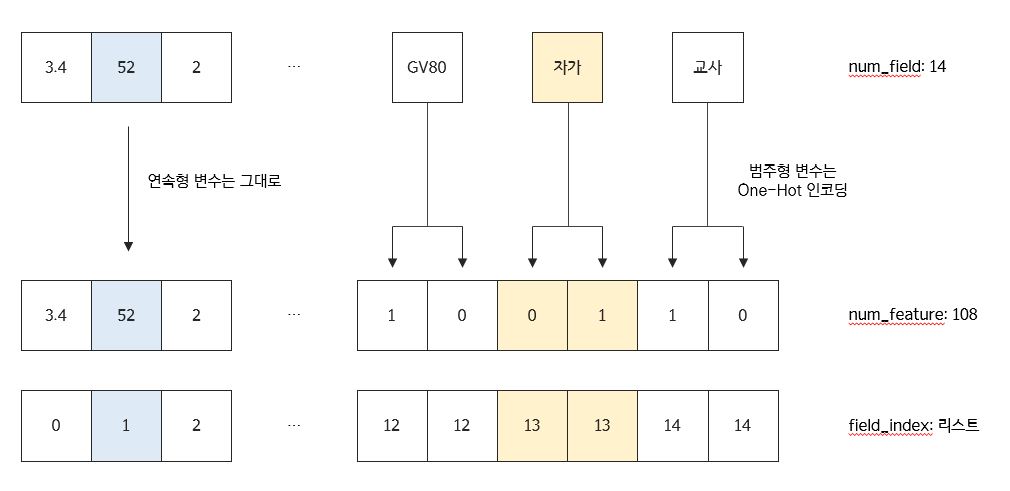 3.4 52 2 ... GV80 자가 교사 num_field: 14
연속형 변수는 그대로
범주형 변수는
One-Hot 인코딩
3.4 52 2 ... 1 0 0 1 1 0 num_feature: 108
0 1 2 ... 12 12 13 13 14 14 field_index: 리스트